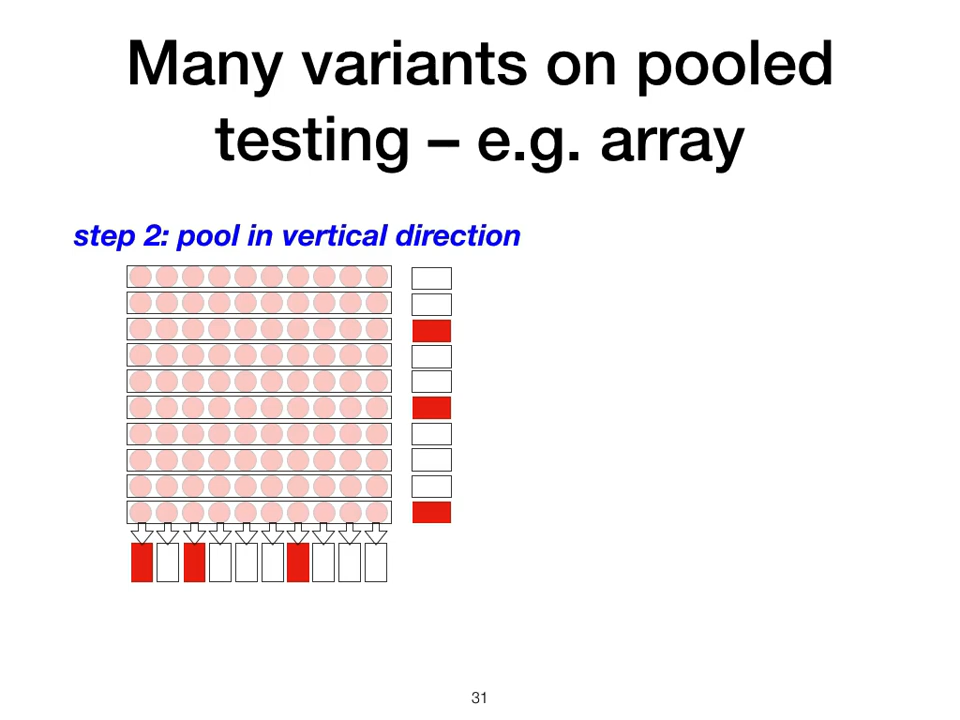 Many variants on pooled
testing – e.g. array
step 2: pool in vertical direction
31